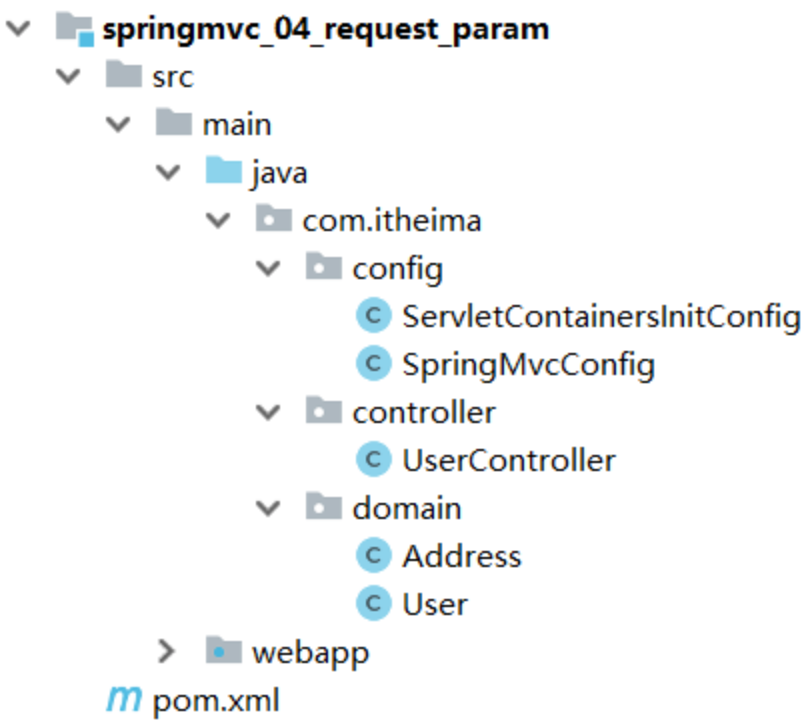 springmvc_04_request_param
src
main
java
com.itheima
config
C ServletContainersInitConfig
C SpringMvcConfig
controller
C UserController
domain
C Address
C User
webapp
m pom.xml